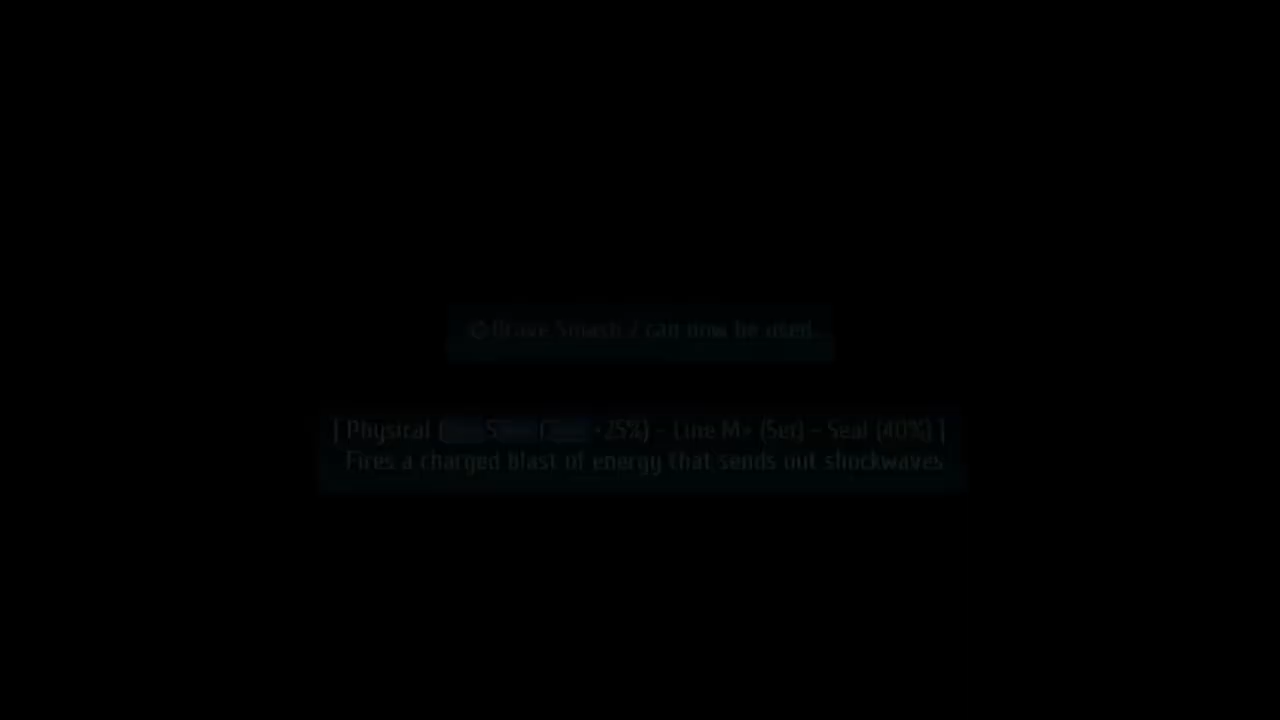 Brave Smash 2 can now be used.
[ Physical ( +25%) - Line M+ (Set) - Seal (40%) ]
Fires a charged blast of energy that sends out shockwaves